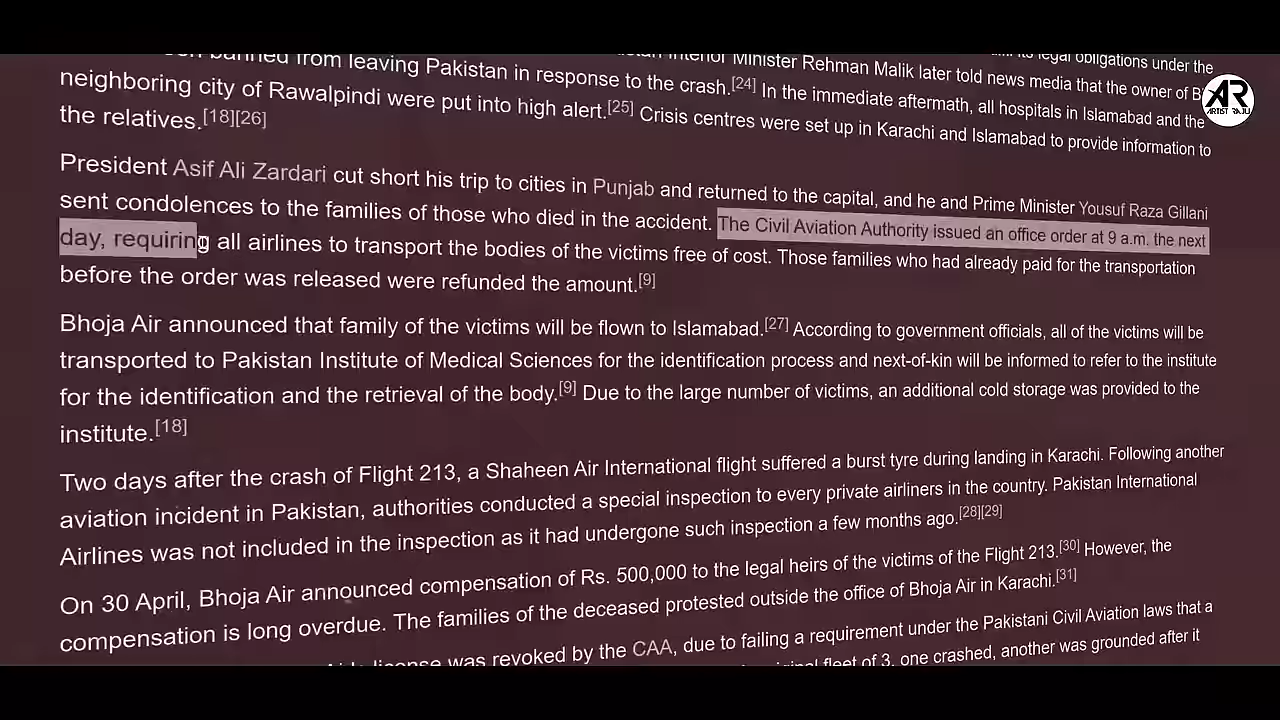 banned from leaving Pakistan in response to the crash.[24] Interior Minister Rehman Malik later told news media that the owner of B
legal obligations under the
neighboring city of Rawalpindi were put into high alert.[25] In the immediate aftermath, all hospitals in Islamabad and the
the relatives.[18][26] Crisis centres were set up in Karachi and Islamabad to provide information to
President Asif Ali Zardari cut short his trip to cities in Punjab and returned to the capital, and he and Prime Minister Yousuf Raza Gillani
sent condolences to the families of those who died in the accident. The Civil Aviation Authority issued an office order at 9 a.m. the next
day, requiring all airlines to transport the bodies of the victims free of cost. Those families who had already paid for the transportation
before the order was released were refunded the amount.[9]
Bhoja Air announced that family of the victims will be flown to Islamabad.[27] According to government officials, all of the victims will be
transported to Pakistan Institute of Medical Sciences for the identification process and next-of-kin will be informed to refer to the institute
for the identification and the retrieval of the body.[9] Due to the large number of victims, an additional cold storage was provided to the
institute.[18]
Two days after the crash of Flight 213, a Shaheen Air International flight suffered a burst tyre during landing in Karachi. Following another
aviation incident in Pakistan, authorities conducted a special inspection to every private airliners in the country. Pakistan International
Airlines was not included in the inspection as it had undergone such inspection a few months ago.[28][29]
On 30 April, Bhoja Air announced compensation of Rs. 500,000 to the legal heirs of the victims of the Flight 213.[30] However, the
compensation is long overdue. The families of the deceased protested outside the office of Bhoja Air in Karachi.[31]
license was revoked by the CAA, due to failing a requirement under the Pakistani Civil Aviation laws that a
fleet of 3, one crashed, another was grounded after it
AR
ARTIST RAJU